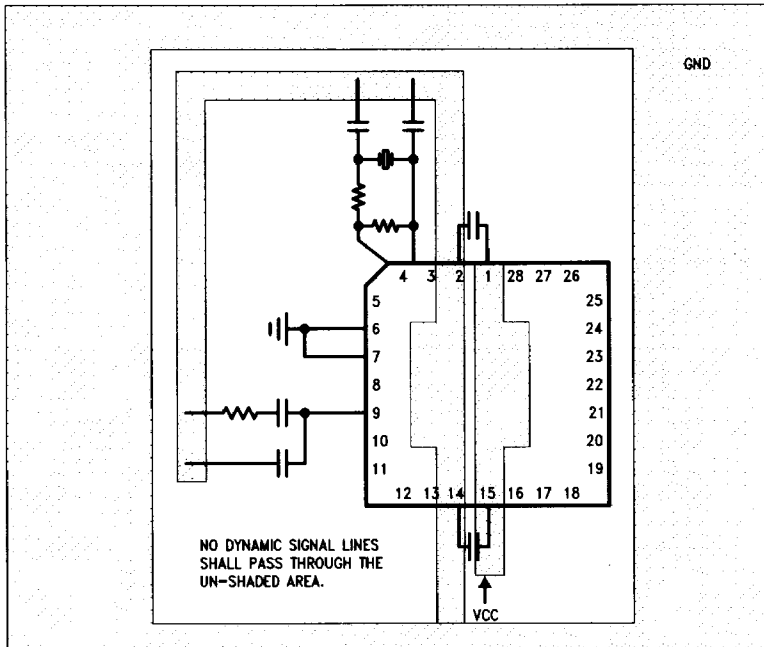 GND
4 3 2 1 28 27 26
5 25
6 24
7 23
8 22
9 21
10 20
11 19
12 13 14 15 16 17 18
NO DYNAMIC SIGNAL LINES
SHALL PASS THROUGH THE
UN-SHADED AREA.
VCC